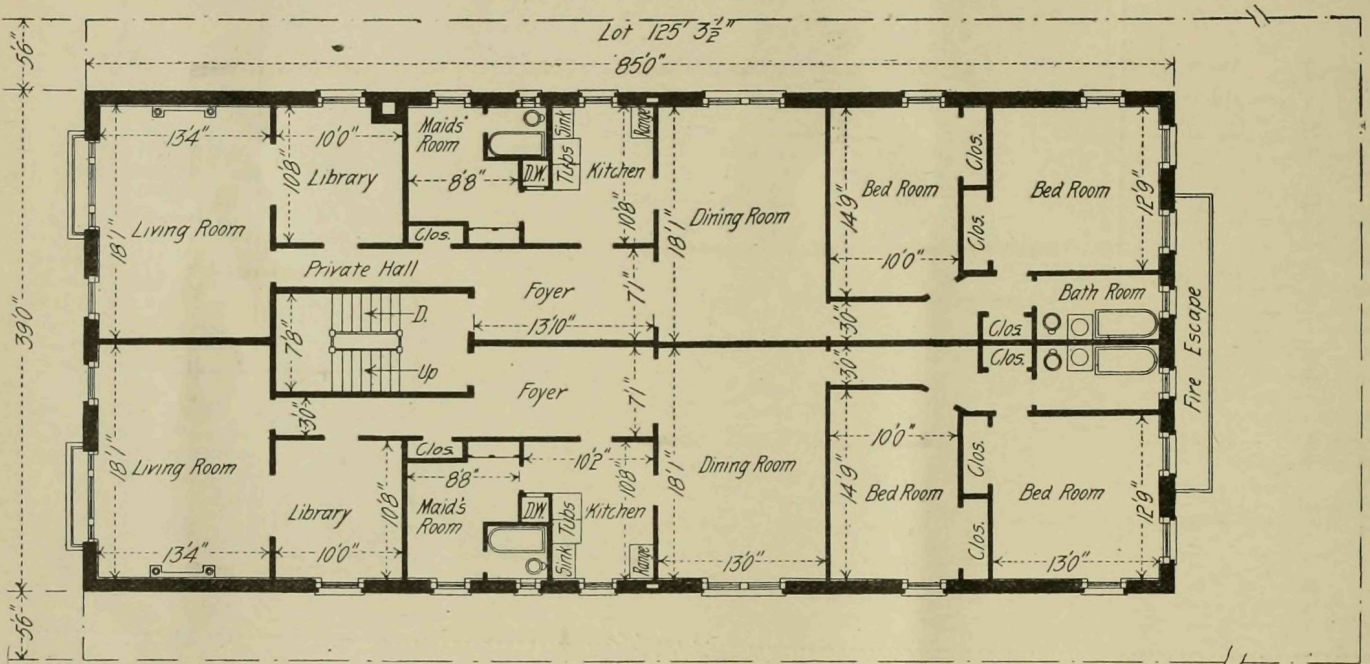 Lot 125' 3½"
85'0"
5'6"
39'0"
5'6"
13'4"
10'0"
Maids' Room
Sink
Range
Tubs
D.W.
Kitchen
10'8"
Library
8'8"
10'8"
18'1"
Living Room
Clos.
18'1"
Dining Room
14'9"
Bed Room
10'0"
Clos.
Clos.
Bed Room
12'9"
Private Hall
Foyer
7'1"
13'10"
Bath Room
Fire Escape
7'8"
D.
Up
3'0"
Clos.
Clos.
3'0"
3'0"
Foyer
7'1"
18'1"
Living Room
Clos.
8'8"
10'2"
10'8"
18'1"
Dining Room
10'0"
14'9"
Bed Room
Clos.
Clos.
Bed Room
12'9"
Library
10'8"
Maid's Room
D.W.
Tubs
Kitchen
Sink
Range
13'4"
10'0"
13'0"
13'0"